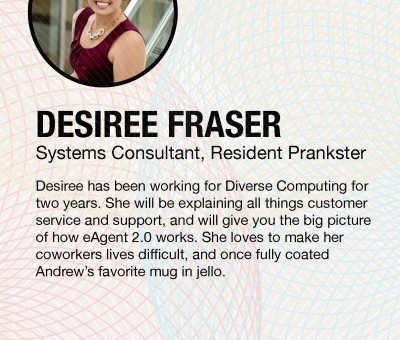 DESIREE FRASER
Systems Consultant, Resident Prankster
Desiree has been working for Diverse Computing for
two years. She will be explaining all things customer
service and support, and will give you the big picture
of how eAgent 2.0 works. She loves to make her
coworkers lives difficult, and once fully coated
Andrew's favorite mug in jello.